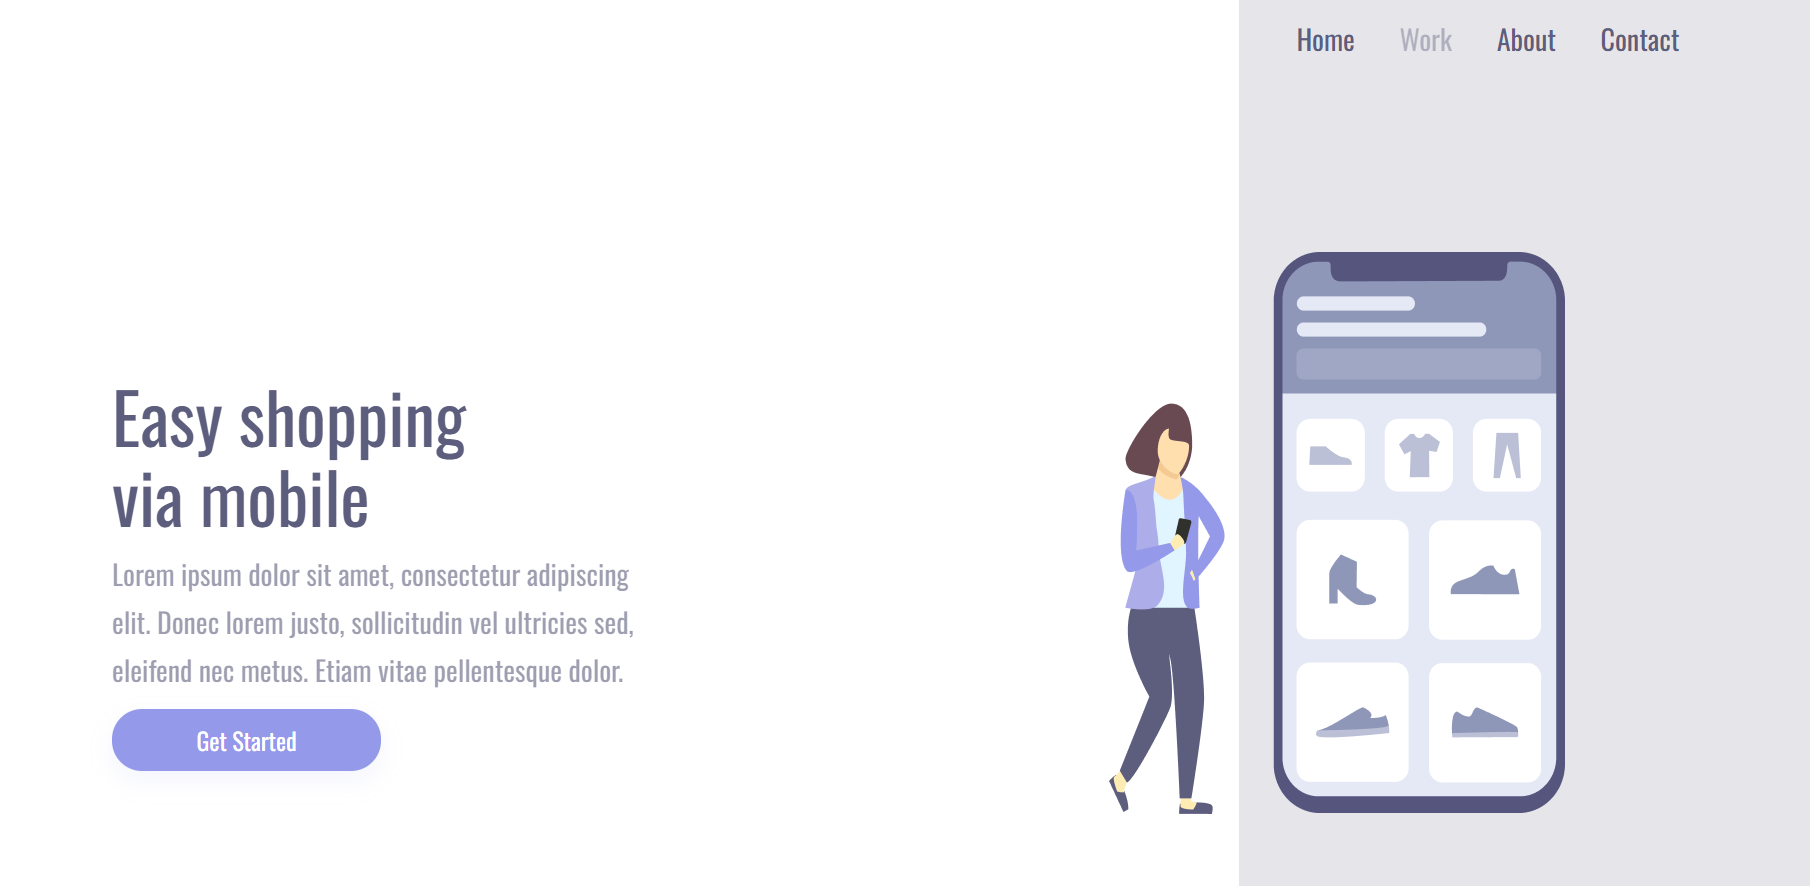 Home Work About Contact
Easy shopping
via mobile
Lorem ipsum dolor sit amet, consectetur adipiscing
elit. Donec lorem justo, sollicitudin vel ultricies sed,
eleifend nec metus. Etiam vitae pellentesque dolor.
Get Started